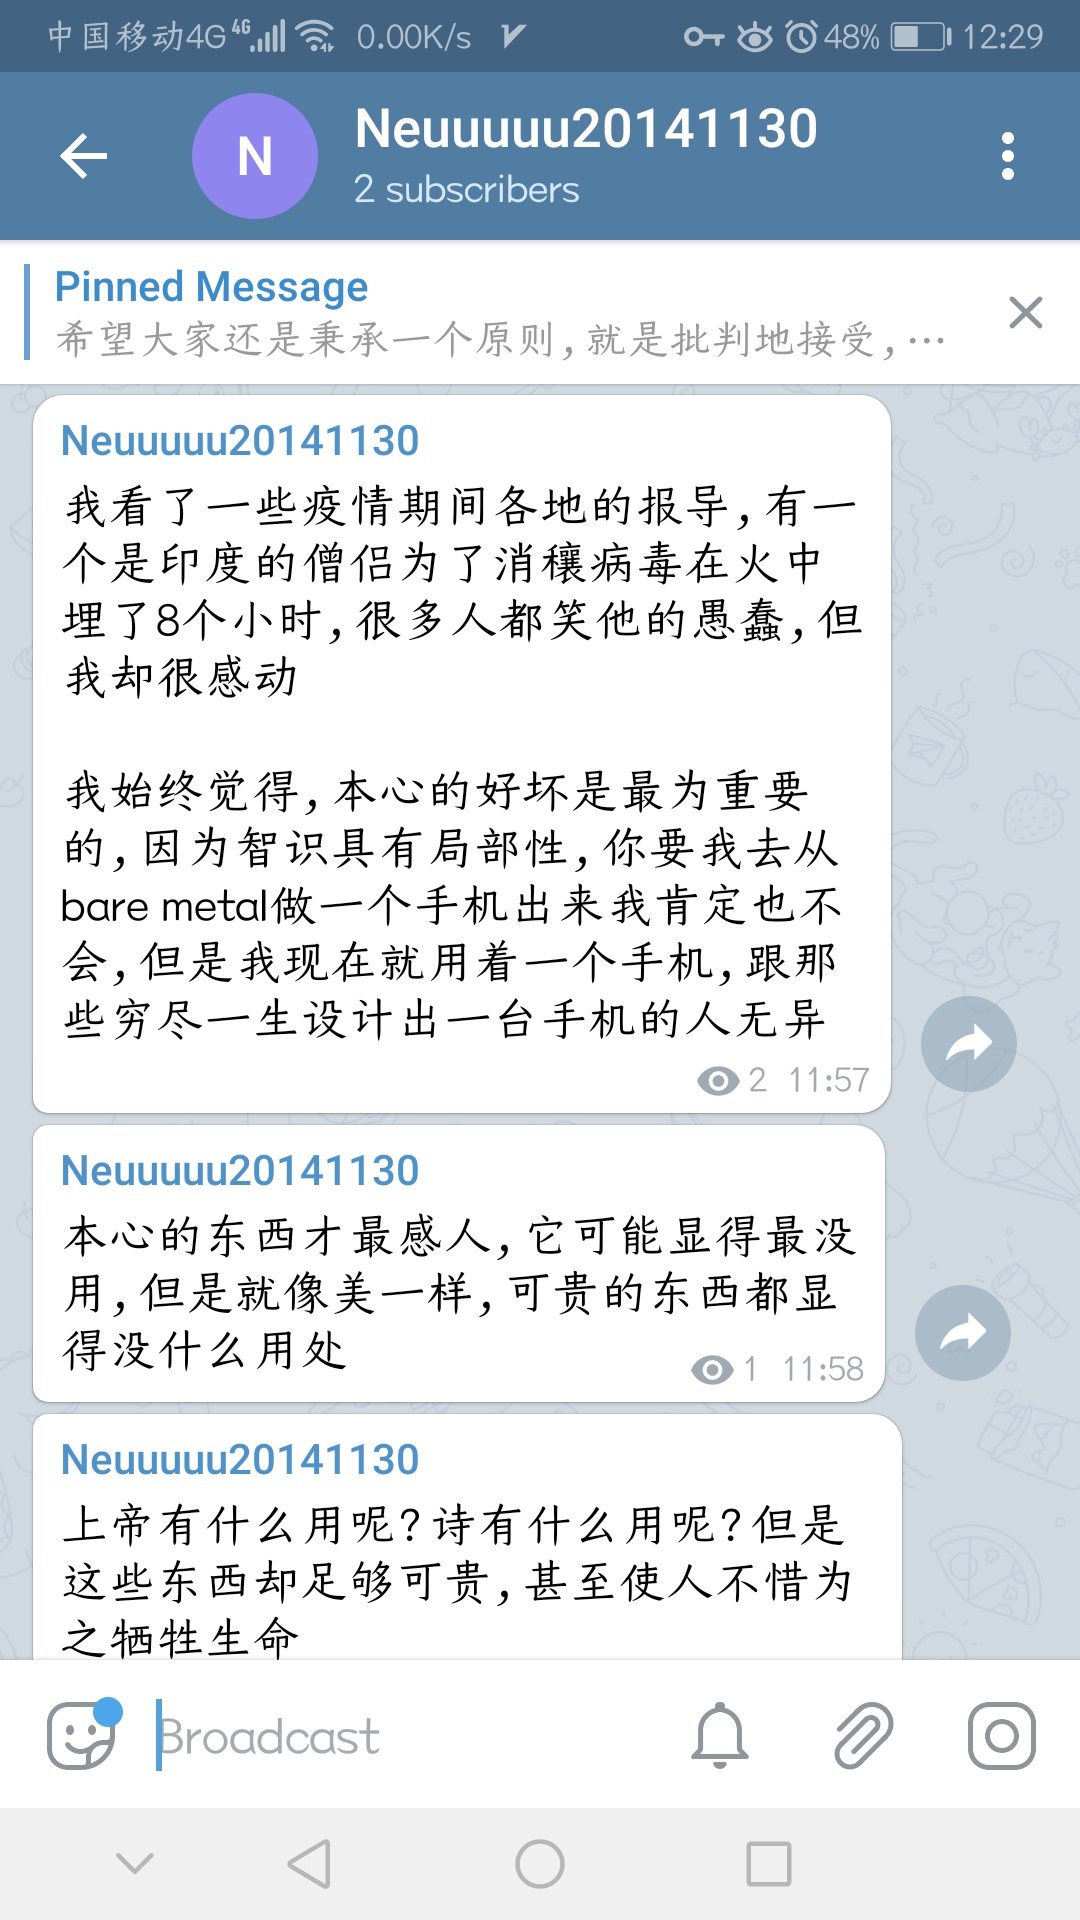 中国移动4G 4G 0.00K/s 48% 12:29
N
Neuuuuu20141130
2 subscribers
Pinned Message
希望大家还是秉承一个原则,就是批判地接受,…
Neuuuuu20141130
我看了一些疫情期间各地的报导,有一
个是印度的僧侣为了消穰病毒在火中
埋了8个小时,很多人都笑他的愚蠢,但
我却很感动
我始终觉得,本心的好坏是最为重要
的,因为智识具有局部性,你要我去从
bare metal做一个手机出来我肯定也不
会,但是我现在就用着一个手机,跟那
些穷尽一生设计出一台手机的人无异
2 11:57
Neuuuuu20141130
本心的东西才最感人,它可能显得最没
用,但是就像美一样,可贵的东西都显
得没什么用处
1 11:58
Neuuuuu20141130
上帝有什么用呢?诗有什么用呢?但是
这些东西却足够可贵,甚至使人不惜为
之牺牲生命
Broadcast